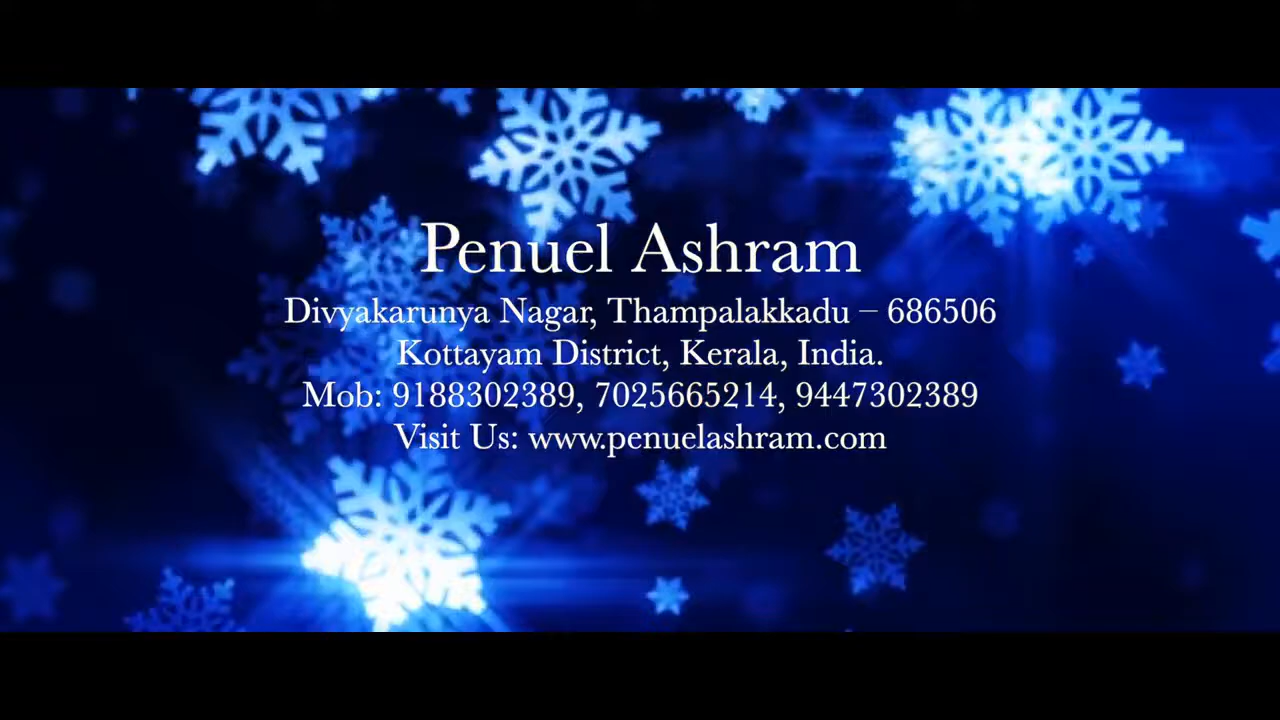 Penuel Ashram
Divyakarunya Nagar, Thampalakkadu – 686506
Kottayam District, Kerala, India.
Mob: 9188302389, 7025665214, 9447302389
Visit Us: www.penuelashram.com